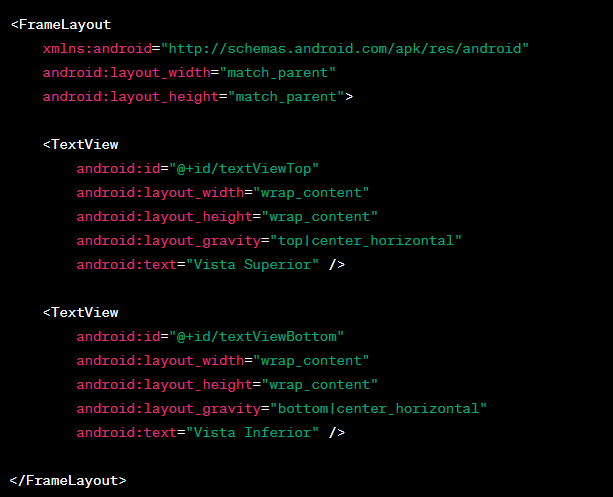 <FrameLayout
xmlns:android="http://schemas.android.com/apk/res/android"
android:layout_width="match_parent"
android:layout_height="match_parent">
<TextView
android:id="@+id/textViewTop"
android:layout_width="wrap_content"
android:layout_height="wrap_content"
android:layout_gravity="top|center_horizontal"
android:text="Vista Superior" />
<TextView
android:id="@+id/textViewBottom"
android:layout_width="wrap_content"
android:layout_height="wrap_content"
android:layout_gravity="bottom|center_horizontal"
android:text="Vista Inferior" />
</FrameLayout>